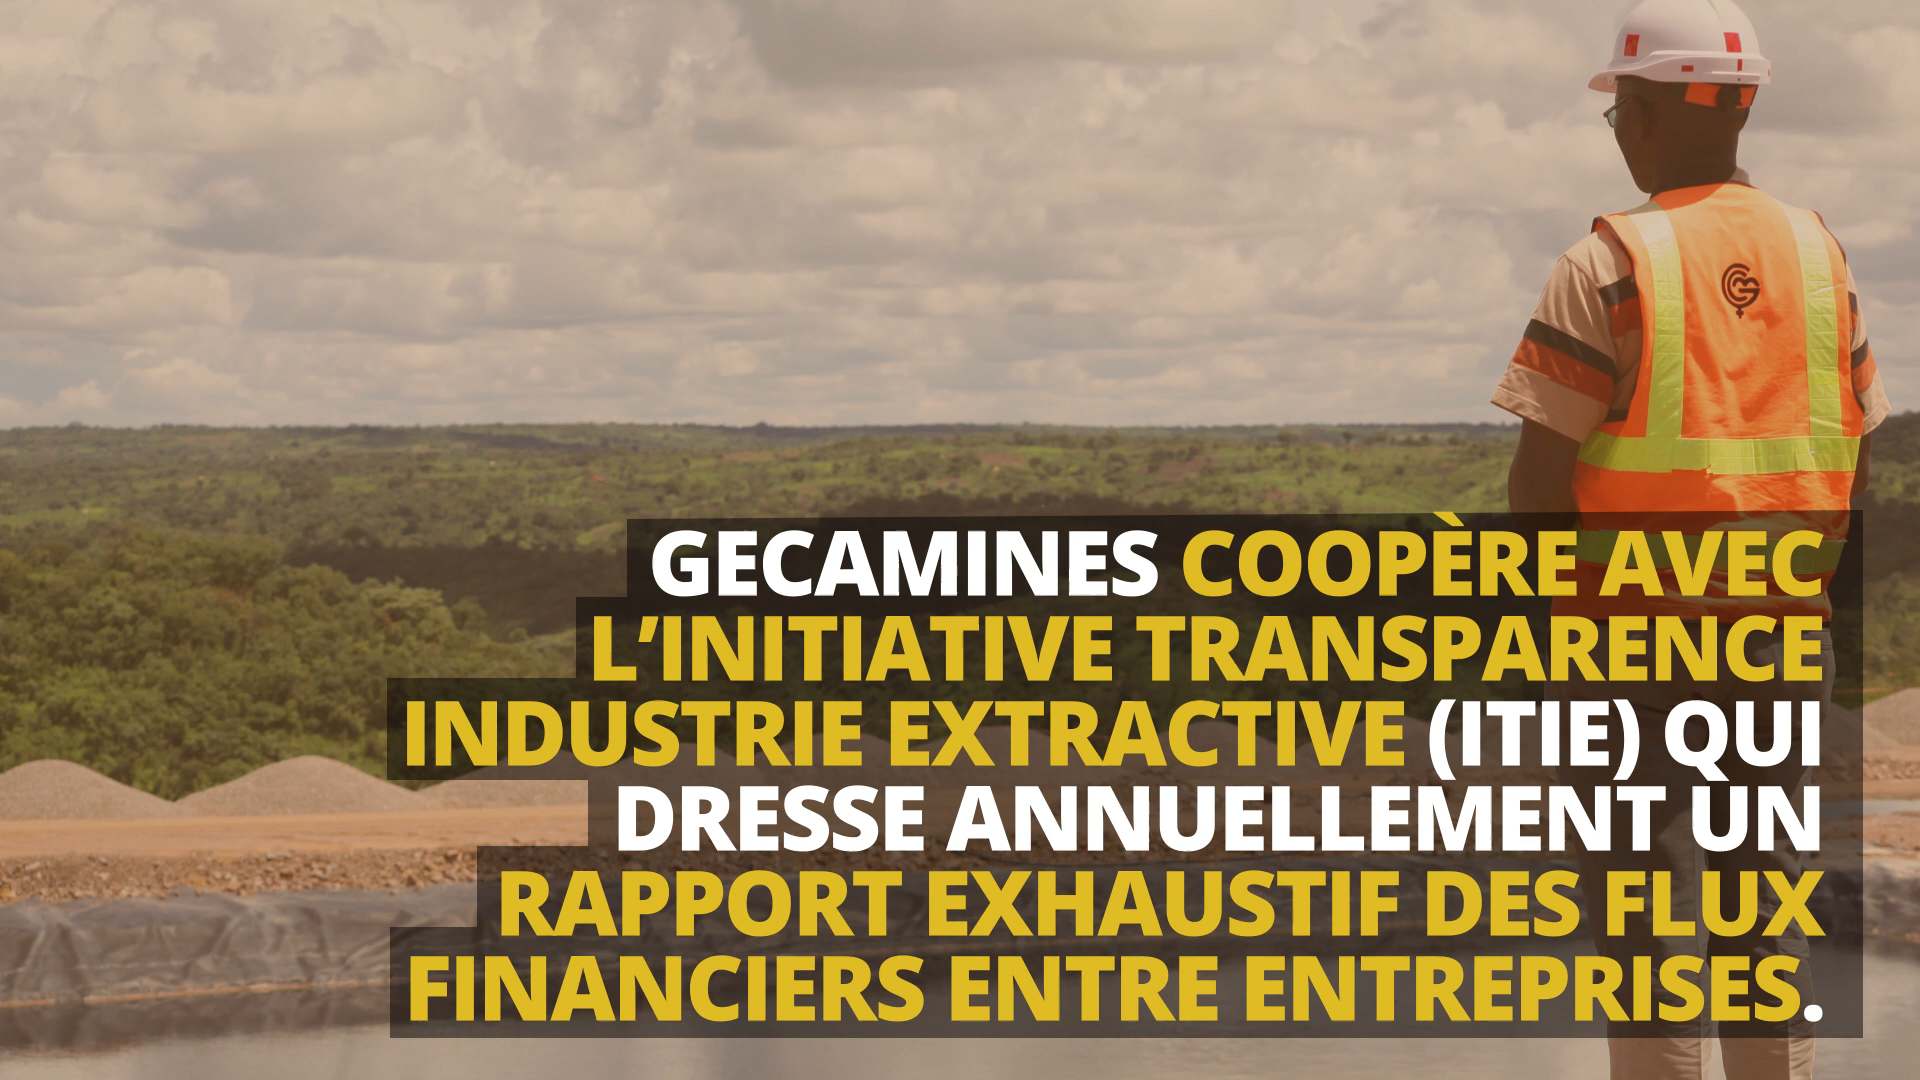 GECAMINES COOPÈRE AVEC
L’INITIATIVE TRANSPARENCE
INDUSTRIE EXTRACTIVE (ITIE) QUI
DRESSE ANNUELLEMENT UN
RAPPORT EXHAUSTIF DES FLUX
FINANCIERS ENTRE ENTREPRISES.